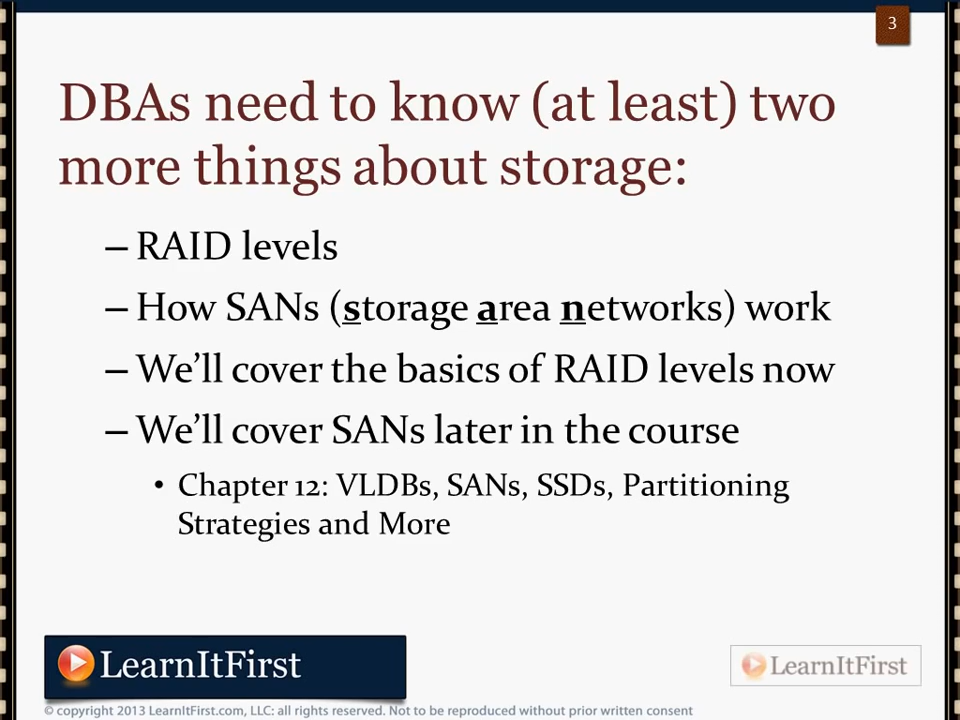 3
DBAs need to know (at least) two
more things about storage:
– RAID levels
– How SANs (storage area networks) work
– We’ll cover the basics of RAID levels now
– We’ll cover SANs later in the course
• Chapter 12: VLDBs, SANs, SSDs, Partitioning
Strategies and More
LearnItFirst
LearnItFirst
© copyright 2013 LearnItFirst.com, LLC: all rights reserved. Not to be reproduced without prior written consent